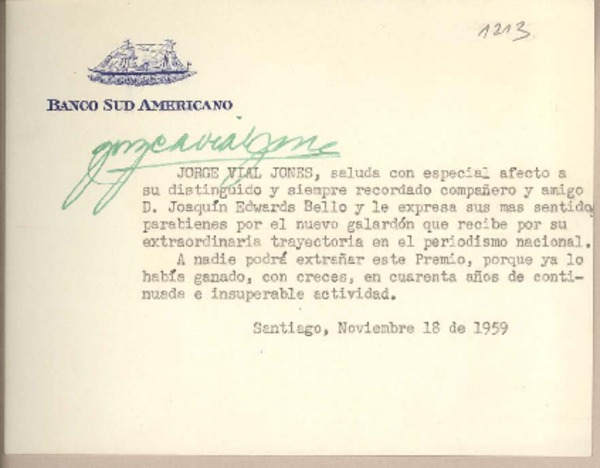 1213
BANCO SUD AMERICANO
JORGE VIAL JONES, saluda con especial afecto a
su distinguido y siempre recordado compañero y amigo
D. Joaquín Edwards Bello y le expresa sus mas sentido
parabienes por el nuevo galardón que recibe por su
extraordinaria trayectoria en el periodismo nacional.
A nadie podrá extrañar este Premio, porque ya lo
había ganado, con creces, en cuarenta años de conti-
nuada e insuperable actividad.
Santiago, Noviembre 18 de 1959